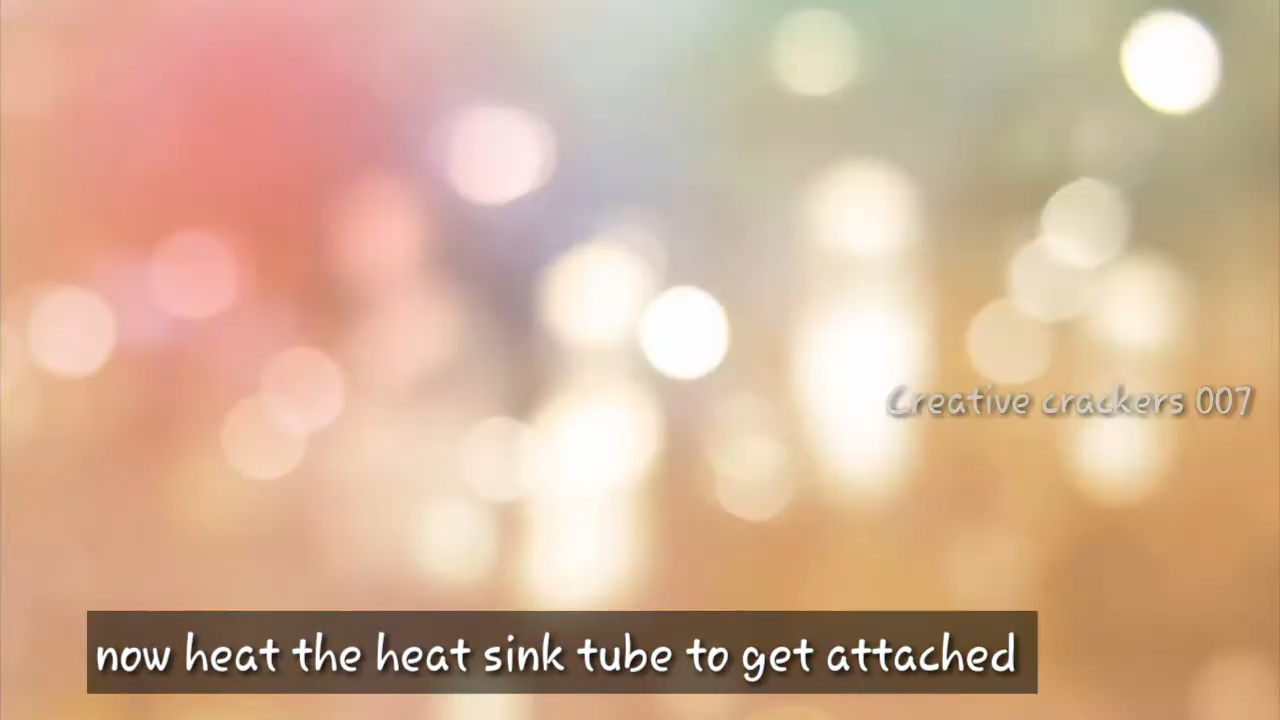 Creative crackers 007
now heat the heat sink tube to get attached